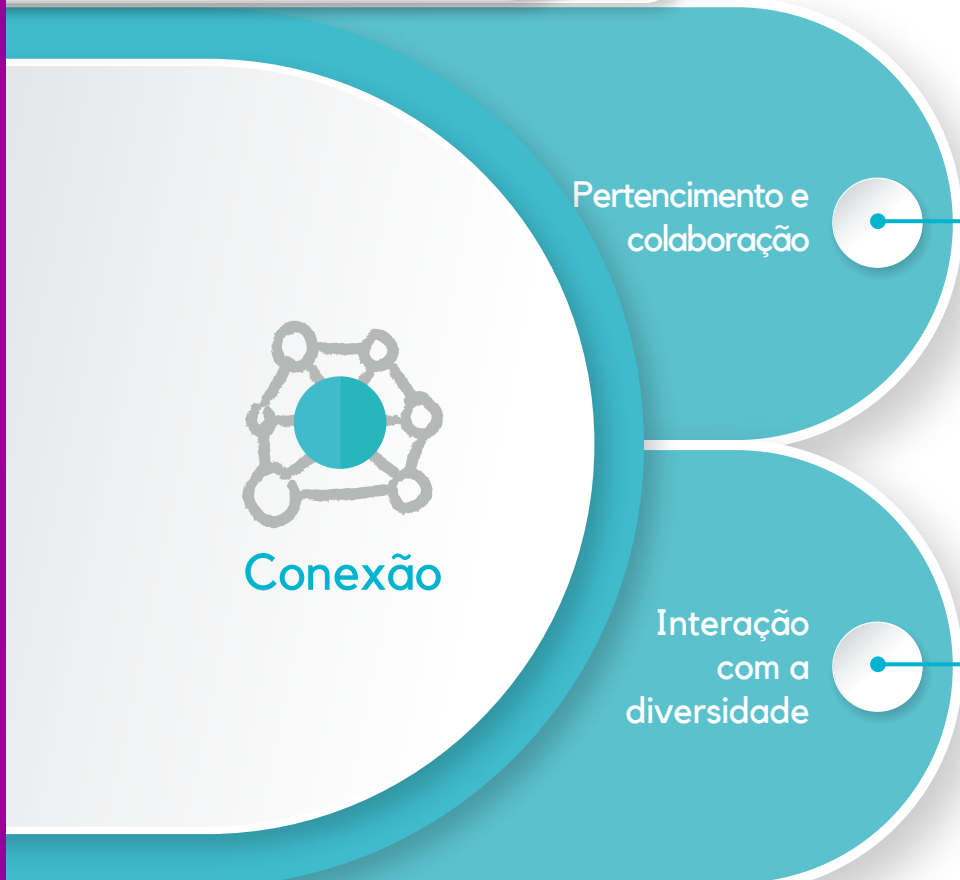 Pertencimento e
colaboração
Conexão
Interação
com a
diversidade